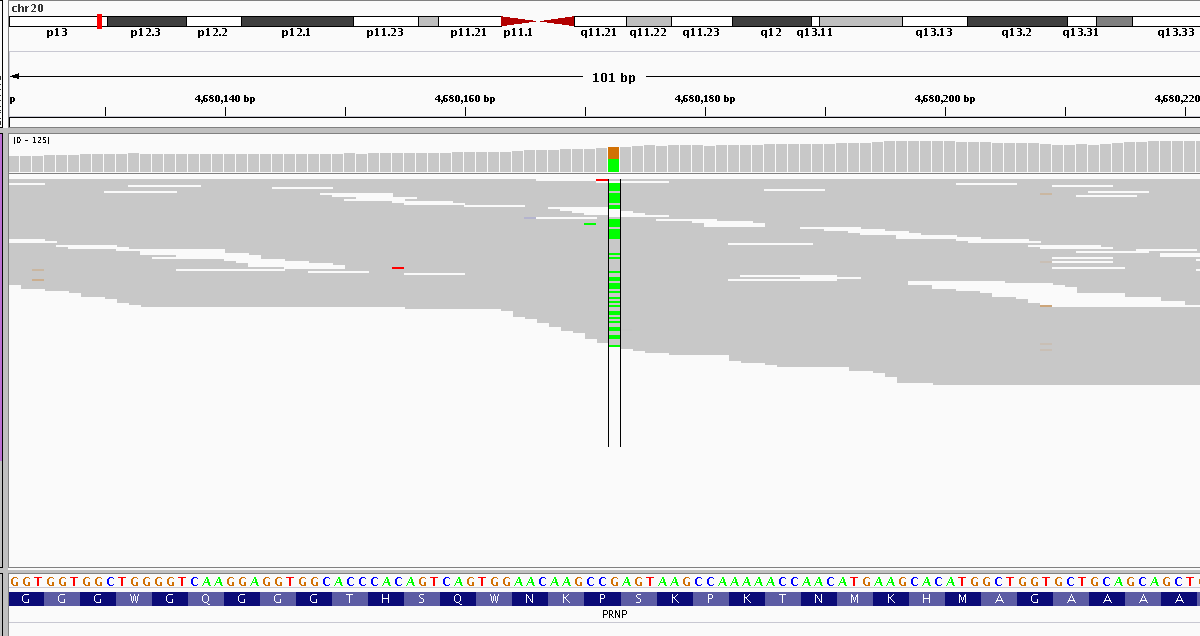 chr20
p13 p12.3 p12.2 p12.1 p11.23 p11.21 p11.1 q11.21 q11.22 q11.23 q12 q13.11 q13.13 q13.2 q13.31 q13.33
101 bp
p 4,680,140 bp 4,680,160 bp 4,680,180 bp 4,680,200 bp 4,680,220
[0 - 125]
GGTGGTGGCTGGGGTCAAGGAGGTGGCACCCACAGTCAGTGGAACAAGCCGAGTAAGCCAAAAACCAACATGAAGCACATGGCTGGTGCTGCAGCAGCT
G G G W G Q G G G T H S Q W N K P S K P K T N M K H M A G A A A A
PRNP